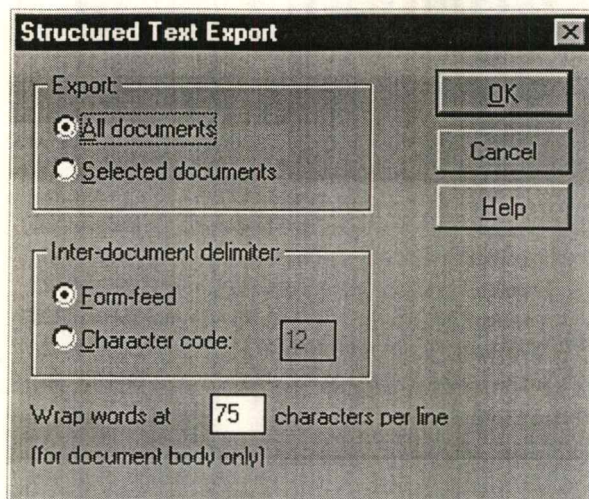 Structured Text Export
Export:
All documents
Selected documents
OK
Cancel
Help
Inter-document delimiter:
Form-feed
Character code: 12
Wrap words at 75 characters per line
(for document body only)